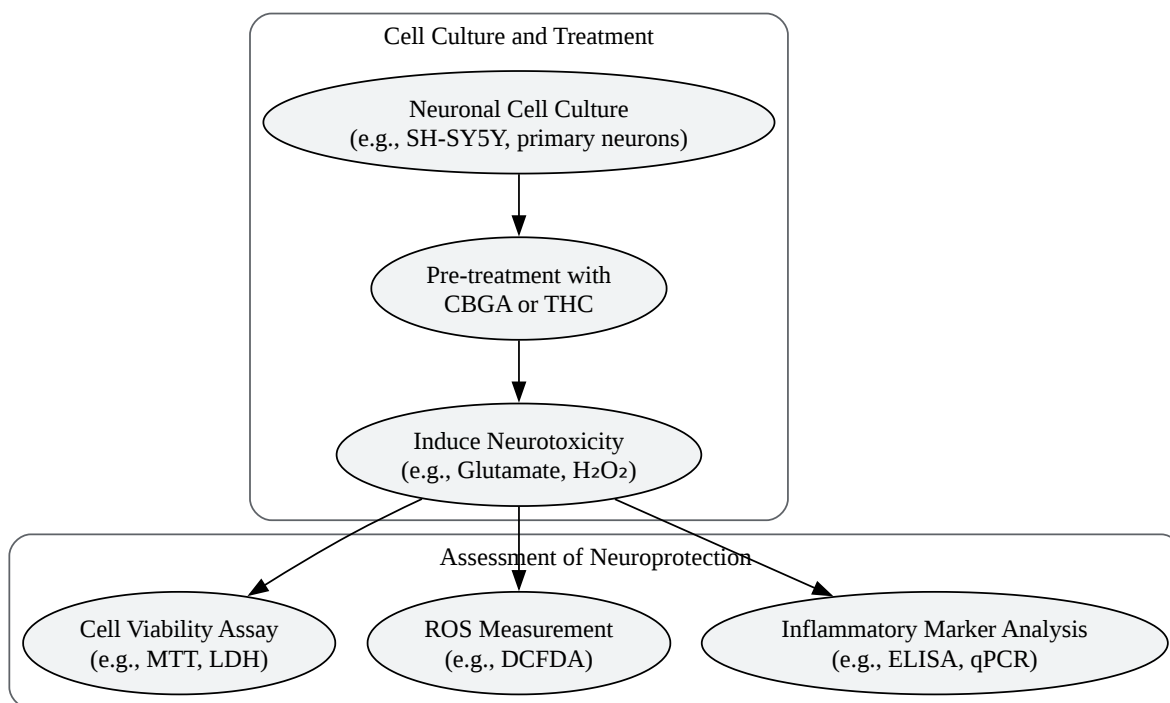 Cell Culture and Treatment
Neuronal Cell Culture
(e.g., SH-SY5Y, primary neurons)
Pre-treatment with
CBGA or THC
Induce Neurotoxicity
(e.g., Glutamate, H₂O₂)
Assessment of Neuroprotection
Cell Viability Assay
(e.g., MTT, LDH)
ROS Measurement
(e.g., DCFDA)
Inflammatory Marker Analysis
(e.g., ELISA, qPCR)